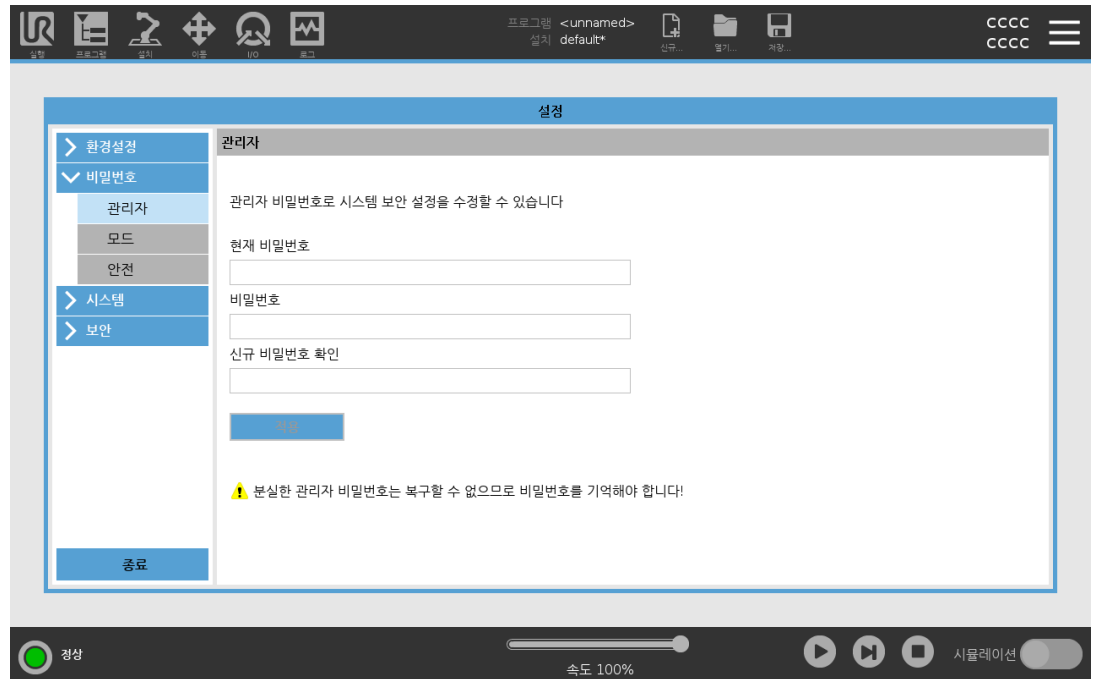 UR
프로그램 <unnamed>
설치 default*
cccc
cccc
실행 프로그램 설치 이동 I/O 로그 신규... 열기... 저장...
설정
환경설정
비밀번호
관리자
모드
안전
시스템
보안
종료
관리자
관리자 비밀번호로 시스템 보안 설정을 수정할 수 있습니다
현재 비밀번호
비밀번호
신규 비밀번호 확인
적용
분실한 관리자 비밀번호는 복구할 수 없으므로 비밀번호를 기억해야 합니다!
정상
속도 100%
시뮬레이션